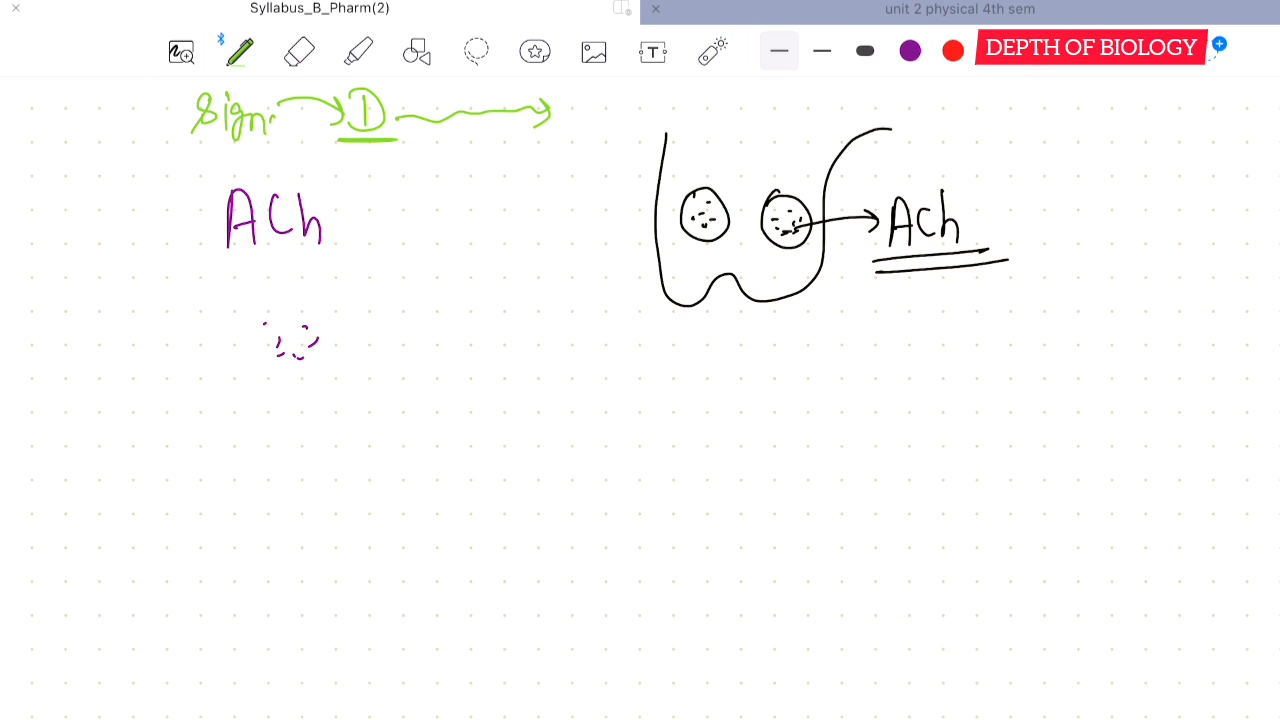 Syllabus_B_Pharm(2)
unit 2 physical 4th sem
DEPTH OF BIOLOGY
T
Sign.
D
ACh
ACh